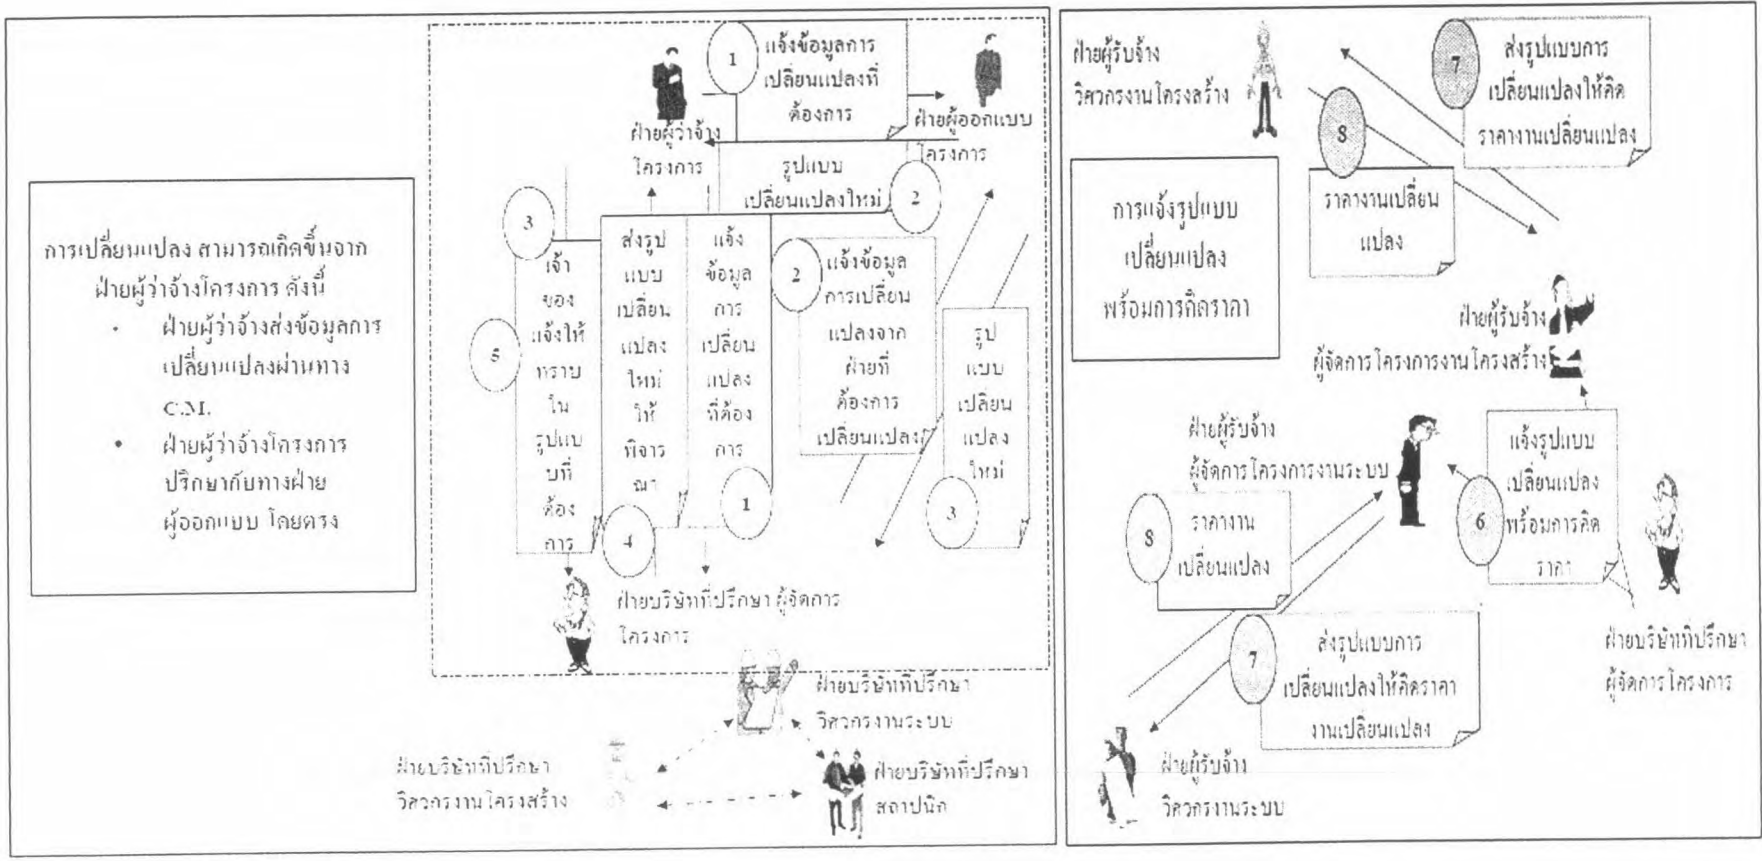 การเปลี่ยนแปลง สามารถเกิดขึ้นจาก
ฝ่ายผู้ว่าจ้างโครงการ ดังนี้
• ฝ่ายผู้ว่าจ้างส่งข้อมูลการ
เปลี่ยนแปลงผ่านทาง
C.M.
• ฝ่ายผู้ว่าจ้างโครงการ
ปรึกษากับทางฝ่าย
ผู้ออกแบบ โดยตรง
1
แจ้งข้อมูลการ
เปลี่ยนแปลงที่
ต้องการ
ฝ่ายผู้ว่าจ้าง
โครงการ
ฝ่ายผู้ออกแบบ
โครงการ
รูปแบบ
เปลี่ยนแปลงใหม่
2
3
5
เจ้า
ของ
แจ้งให้
ทราบ
ใน
รูปแบ
บที่
ต้อง
การ
ส่งรูป
แบบ
เปลี่ยน
แปลง
ใหม่
ให้
พิจาร
ณา
4
แจ้ง
ข้อมูล
การ
เปลี่ยน
แปลง
ที่ต้อง
การ
1
2
แจ้งข้อมูล
การเปลี่ยน
แปลงจาก
ฝ่ายที่
ต้องการ
เปลี่ยนแปลง
รูป
แบบ
เปลี่ยน
แปลง
ใหม่
3
ฝ่ายบริษัทที่ปรึกษา ผู้จัดการ
โครงการ
ฝ่ายบริษัทที่ปรึกษา
วิศวกรงานระบบ
ฝ่ายบริษัทที่ปรึกษา
วิศวกรงานโครงสร้าง
ฝ่ายบริษัทที่ปรึกษา
สถาปนิก
ฝ่ายผู้รับจ้าง
วิศวกรงานโครงสร้าง
7
ส่งรูปแบบการ
เปลี่ยนแปลงให้คิด
ราคางานเปลี่ยนแปลง
8
ราคางานเปลี่ยน
แปลง
การแจ้งรูปแบบ
เปลี่ยนแปลง
พร้อมการคิดราคา
ฝ่ายผู้รับจ้าง
ผู้จัดการโครงการงานโครงสร้าง
ฝ่ายผู้รับจ้าง
ผู้จัดการโครงการงานระบบ
แจ้งรูปแบบ
เปลี่ยนแปลง
พร้อมการคิด
ราคา
6
8
ราคางาน
เปลี่ยนแปลง
ฝ่ายบริษัทที่ปรึกษา
ผู้จัดการโครงการ
7
ส่งรูปแบบการ
เปลี่ยนแปลงให้คิดราคา
งานเปลี่ยนแปลง
ฝ่ายผู้รับจ้าง
วิศวกรงานระบบ